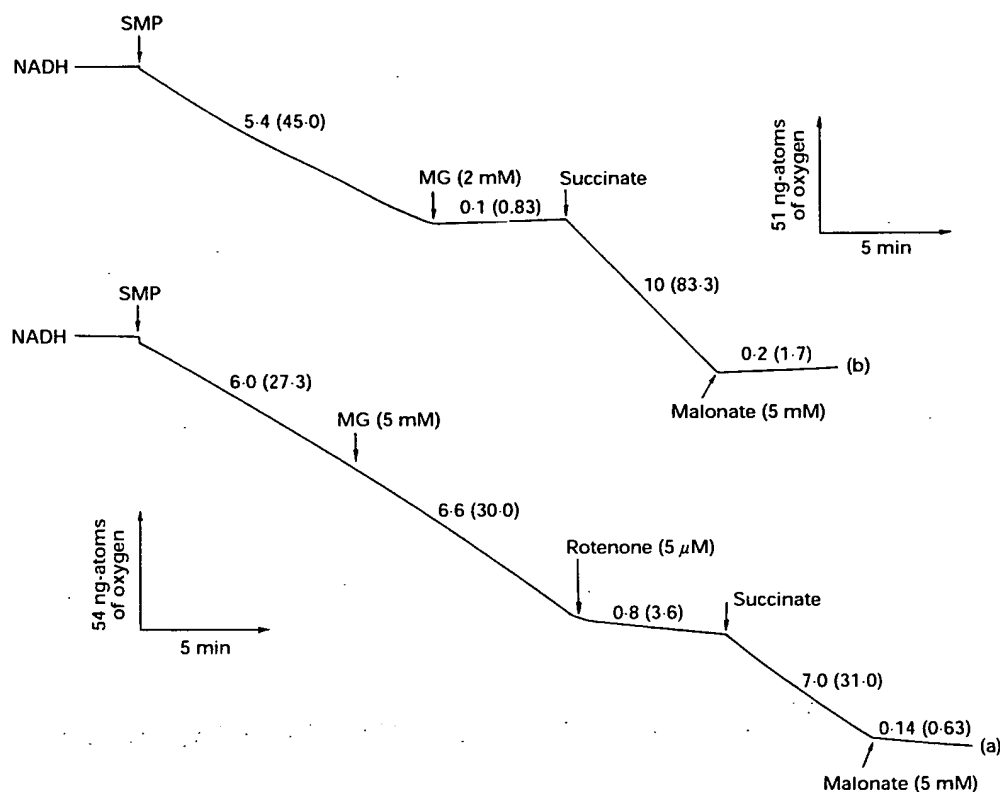 SMP
NADH
5·4 (45·0)
MG (2 mM)
0·1 (0.83)
Succinate
51 ng-atoms
of oxygen
5 min
10 (83·3)
0·2 (1·7)
(b)
Malonate (5 mM)
SMP
NADH
6·0 (27·3)
MG (5 mM)
6·6 (30·0)
54 ng-atoms
of oxygen
5 min
Rotenone (5 μM)
0·8 (3·6)
Succinate
7·0 (31·0)
0·14 (0·63)
(a)
Malonate (5 mM)